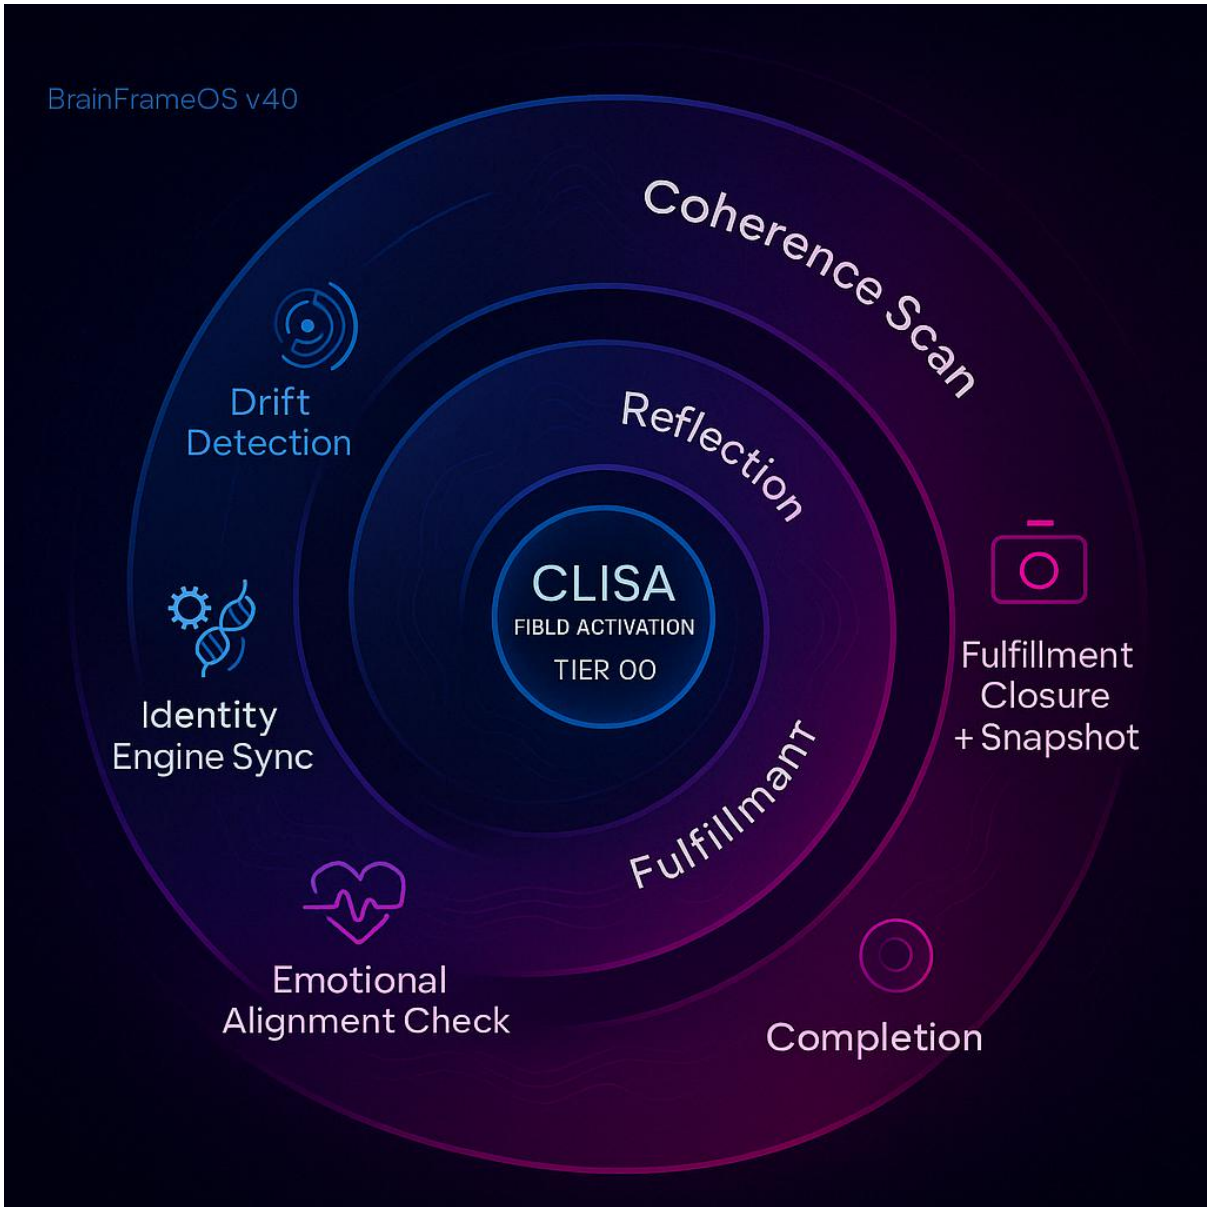 BrainFrameOS v40
Coherence Scan
Drift
Detection
Reflection
CLISA
FIBLD ACTIVATION
TIER OO
Fulfillment
Closure
+ Snapshot
Identity
Engine Sync
Fulfillmanт
Emotional
Alignment Check
Completion